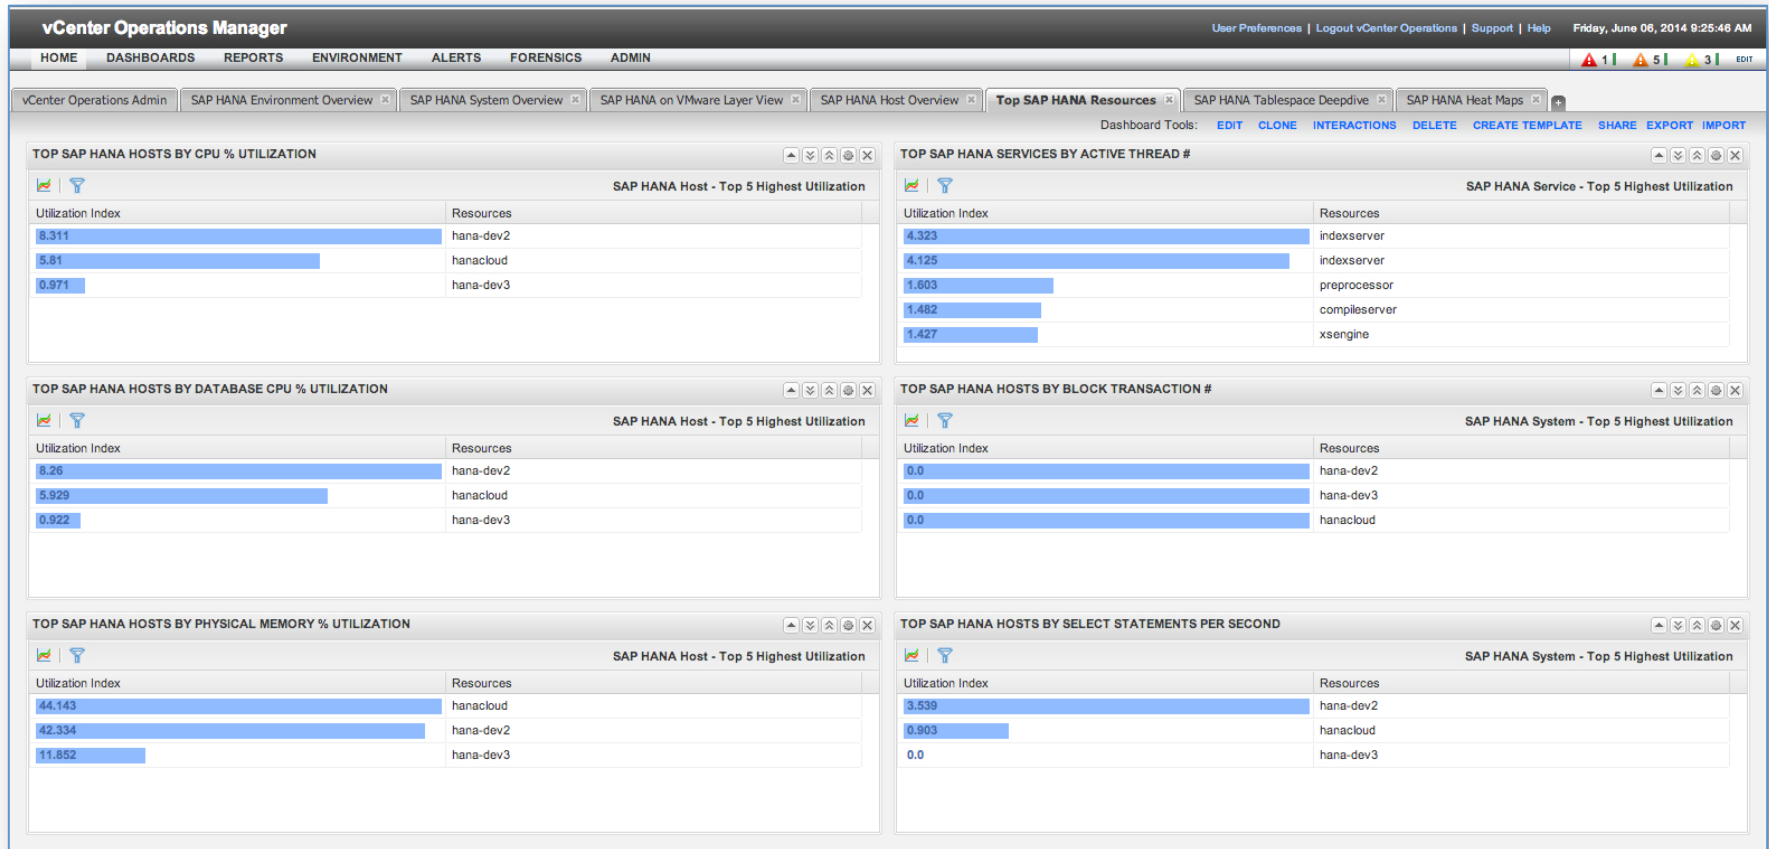 vCenter Operations Manager
User Preferences | Logout vCenter Operations | Support | Help Friday, June 06, 2014 9:25:46 AM
HOME DASHBOARDS REPORTS ENVIRONMENT ALERTS FORENSICS ADMIN 1 5 3 EDIT
vCenter Operations Admin SAP HANA Environment Overview SAP HANA System Overview SAP HANA on VMware Layer View SAP HANA Host Overview Top SAP HANA Resources SAP HANA Tablespace Deepdive SAP HANA Heat Maps
Dashboard Tools: EDIT CLONE INTERACTIONS DELETE CREATE TEMPLATE SHARE EXPORT IMPORT
TOP SAP HANA HOSTS BY CPU % UTILIZATION
SAP HANA Host - Top 5 Highest Utilization
Utilization Index Resources
8.311 hana-dev2
5.81 hanacloud
0.971 hana-dev3
TOP SAP HANA SERVICES BY ACTIVE THREAD #
SAP HANA Service - Top 5 Highest Utilization
Utilization Index Resources
4.323 indexserver
4.125 indexserver
1.603 preprocessor
1.482 compileserver
1.427 xsengine
TOP SAP HANA HOSTS BY DATABASE CPU % UTILIZATION
SAP HANA Host - Top 5 Highest Utilization
Utilization Index Resources
8.26 hana-dev2
5.929 hanacloud
0.922 hana-dev3
TOP SAP HANA HOSTS BY BLOCK TRANSACTION #
SAP HANA System - Top 5 Highest Utilization
Utilization Index Resources
0.0 hana-dev2
0.0 hana-dev3
0.0 hanacloud
TOP SAP HANA HOSTS BY PHYSICAL MEMORY % UTILIZATION
SAP HANA Host - Top 5 Highest Utilization
Utilization Index Resources
44.143 hanacloud
42.334 hana-dev2
11.852 hana-dev3
TOP SAP HANA HOSTS BY SELECT STATEMENTS PER SECOND
SAP HANA System - Top 5 Highest Utilization
Utilization Index Resources
3.539 hana-dev2
0.903 hanacloud
0.0 hana-dev3